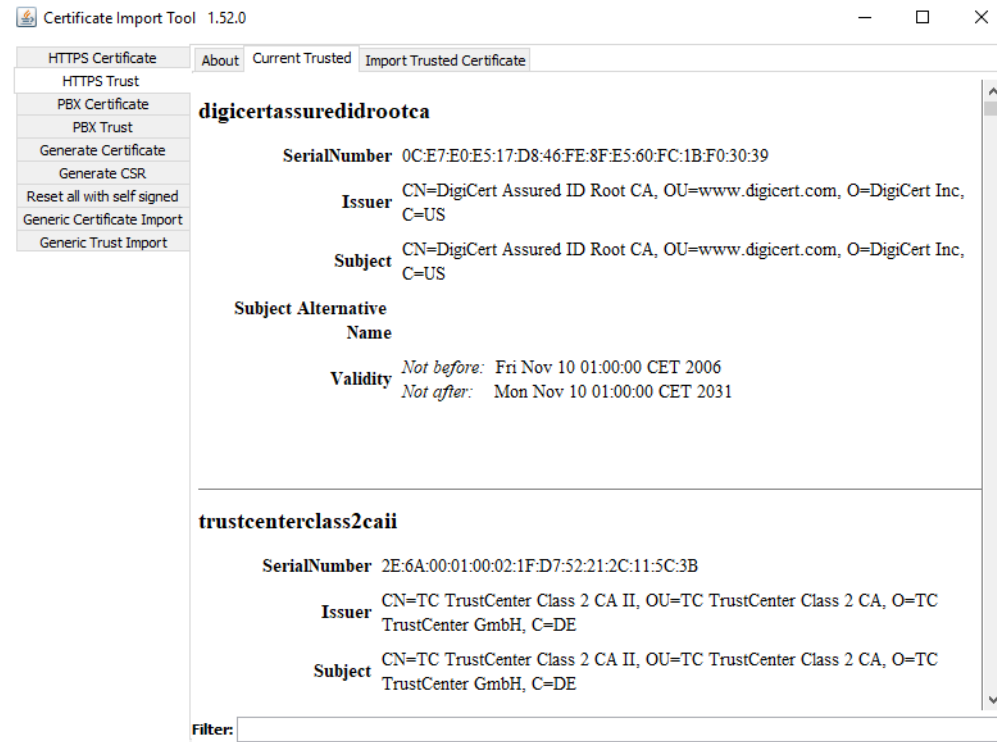 Certificate Import Tool 1.52.0
HTTPS Certificate
HTTPS Trust
PBX Certificate
PBX Trust
Generate Certificate
Generate CSR
Reset all with self signed
Generic Certificate Import
Generic Trust Import
About
Current Trusted
Import Trusted Certificate
digicertassuredidrootca
SerialNumber 0C:E7:E0:E5:17:D8:46:FE:8F:E5:60:FC:1B:F0:30:39
Issuer CN=DigiCert Assured ID Root CA, OU=www.digicert.com, O=DigiCert Inc,
C=US
Subject CN=DigiCert Assured ID Root CA, OU=www.digicert.com, O=DigiCert Inc,
C=US
Subject Alternative
Name
Validity
Not before: Fri Nov 10 01:00:00 CET 2006
Not after: Mon Nov 10 01:00:00 CET 2031
trustcenterclass2caii
SerialNumber 2E:6A:00:01:00:02:1F:D7:52:21:2C:11:5C:3B
Issuer CN=TC TrustCenter Class 2 CA II, OU=TC TrustCenter Class 2 CA, O=TC
TrustCenter GmbH, C=DE
Subject CN=TC TrustCenter Class 2 CA II, OU=TC TrustCenter Class 2 CA, O=TC
TrustCenter GmbH, C=DE
Filter: